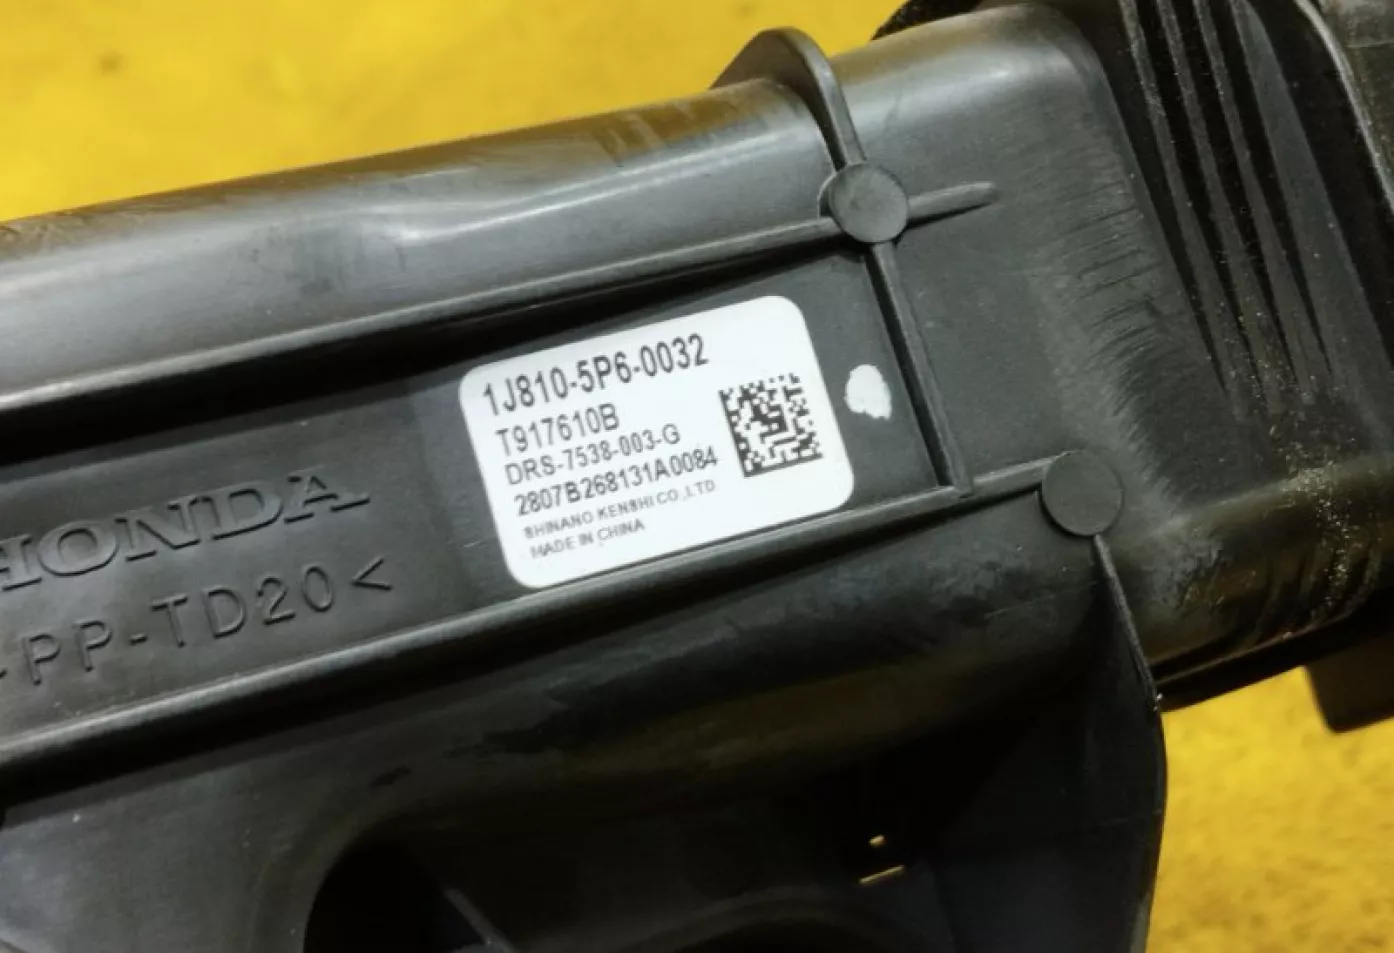 1J810-5P6-0032
T917610B
DRS-7538-003-G
2807B268131A0084
SHINANO KENSHI CO.,LTD
MADE IN CHINA
HONDA
>PP-TD20<